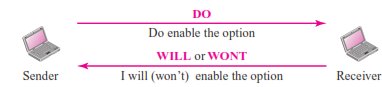 DO
Do enable the option
WILL or WONT
Sender
I will (won't) enable the option
Receiver